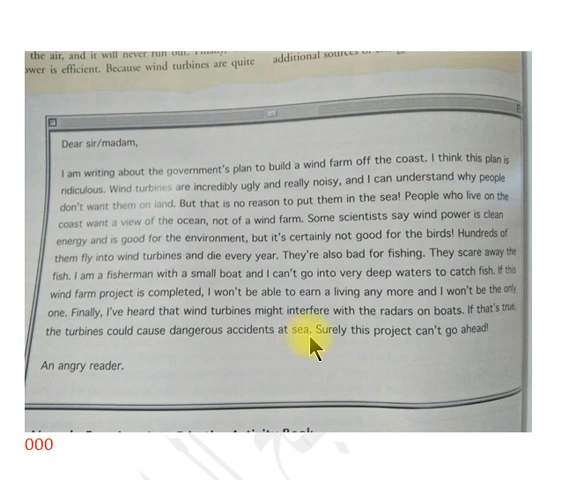 the air, and it will never run out.
ower is efficient. Because wind turbines are quite
additional sources of
Dear sir/madam,
I am writing about the government's plan to build a wind farm off the coast. I think this plan is
ridiculous. Wind turbines are incredibly ugly and really noisy, and I can understand why people
don't want them on land. But that is no reason to put them in the sea! People who live on the
coast want a view of the ocean, not of a wind farm. Some scientists say wind power is clean
energy and is good for the environment, but it's certainly not good for the birds! Hundreds of
them fly into wind turbines and die every year. They're also bad for fishing. They scare away the
fish. I am a fisherman with a small boat and I can't go into very deep waters to catch fish. If this
wind farm project is completed, I won't be able to earn a living any more and I won't be the only
one. Finally, I've heard that wind turbines might interfere with the radars on boats. If that's true,
the turbines could cause dangerous accidents at sea. Surely this project can't go ahead!
An angry reader.
000